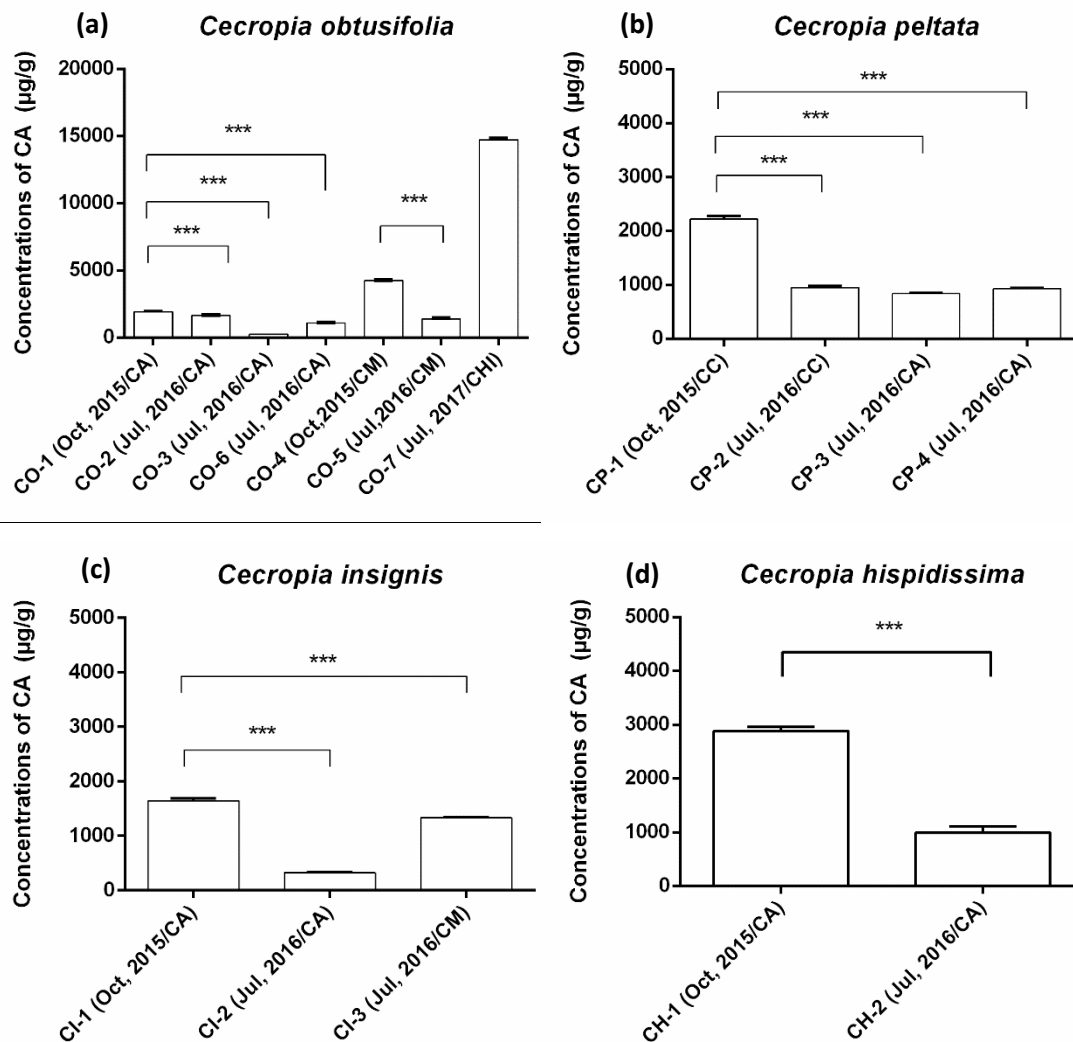 (a)
Cecropia obtusifolia
Concentrations of CA (µg/g)
20000
15000
10000
5000
0
***
***
***
***
CO-1 (Oct, 2015/CA)
CO-2 (Jul, 2016/CA)
CO-3 (Jul, 2016/CA)
CO-6 (Jul, 2016/CA)
CO-4 (Oct,2015/CM)
CO-5 (Jul,2016/CM)
CO-7 (Jul, 2017/CHI)
(b)
Cecropia peltata
Concentrations of CA (µg/g)
5000
4000
3000
2000
1000
0
***
***
***
CP-1 (Oct, 2015/CC)
CP-2 (Jul, 2016/CC)
CP-3 (Jul, 2016/CA)
CP-4 (Jul, 2016/CA)
(c)
Cecropia insignis
Concentrations of CA (µg/g)
5000
4000
3000
2000
1000
0
***
***
CI-1 (Oct, 2015/CA)
CI-2 (Jul, 2016/CA)
CI-3 (Jul, 2016/CM)
(d)
Cecropia hispidissima
Concentrations of CA (µg/g)
5000
4000
3000
2000
1000
0
***
CH-1 (Oct, 2015/CA)
CH-2 (Jul, 2016/CA)